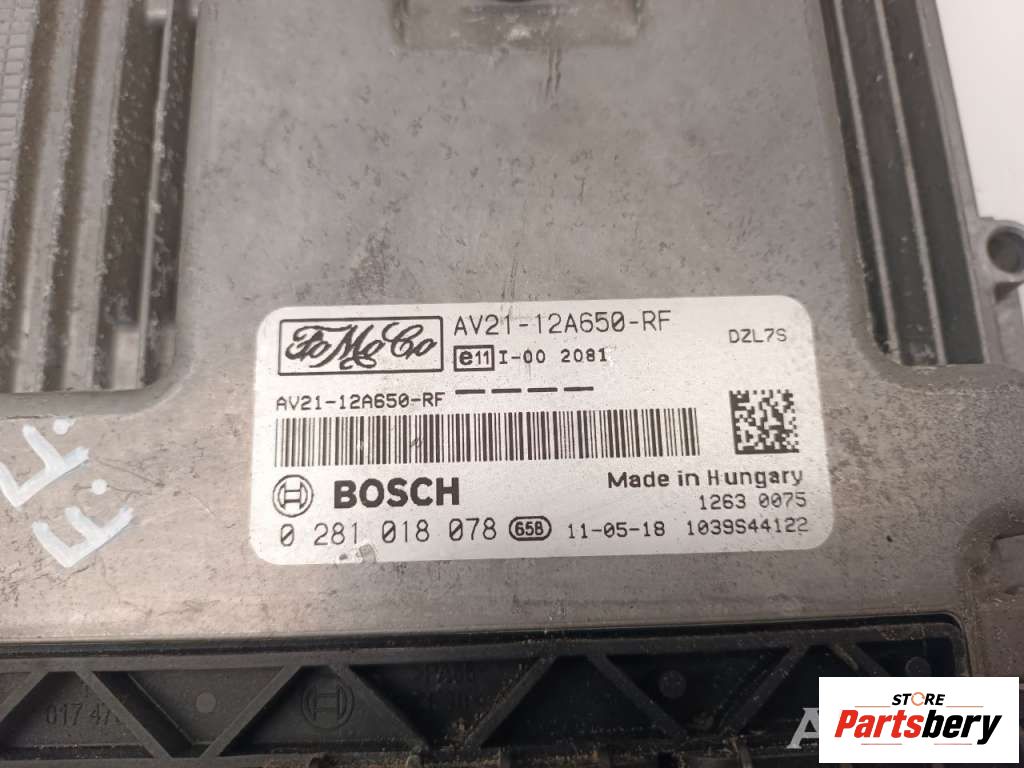 FoMoCo AV21-12A650-RF DZL7S
e11 I-00 2081
AV21-12A650-RF
BOSCH Made in Hungary
1263 0075
0 281 018 078 658 11-05-18 1039S44122
F.F.
STORE
Partsbery